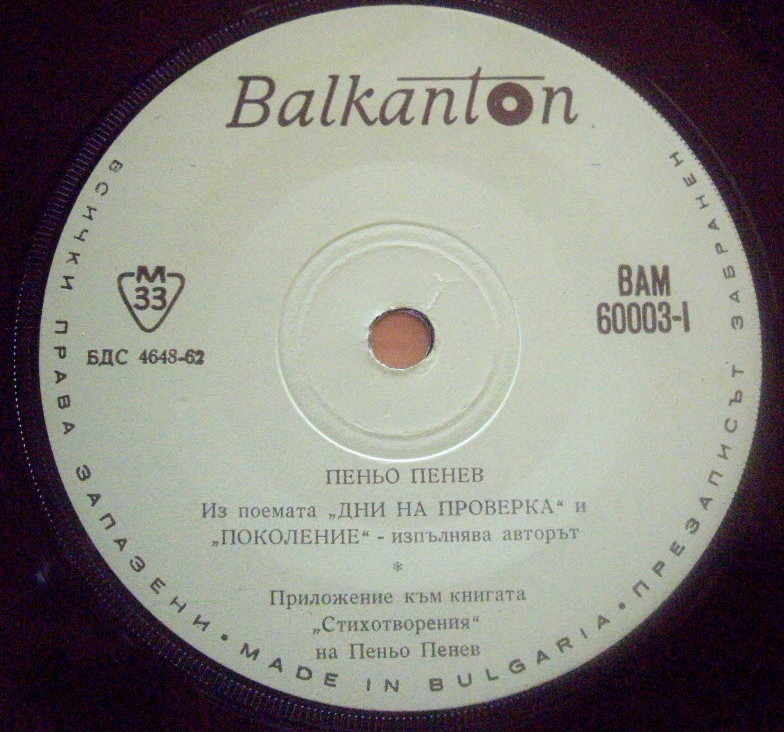 Balkanton
М
33
БДС 4648-62
ВАМ
60003-I
ПЕНЬО ПЕНЕВ
Из поемата „ДНИ НА ПРОВЕРКА“ и
„ПОКОЛЕНИЕ“ - изпълнява авторът
*
Приложение към книгата
„Стихотворения“
на Пеньо Пенев
ВСИЧКИ ПРАВА ЗАПАЗЕНИ • MADE IN BULGARIA • ПРЕЗАПИСЪТ ЗАБРАНЕН